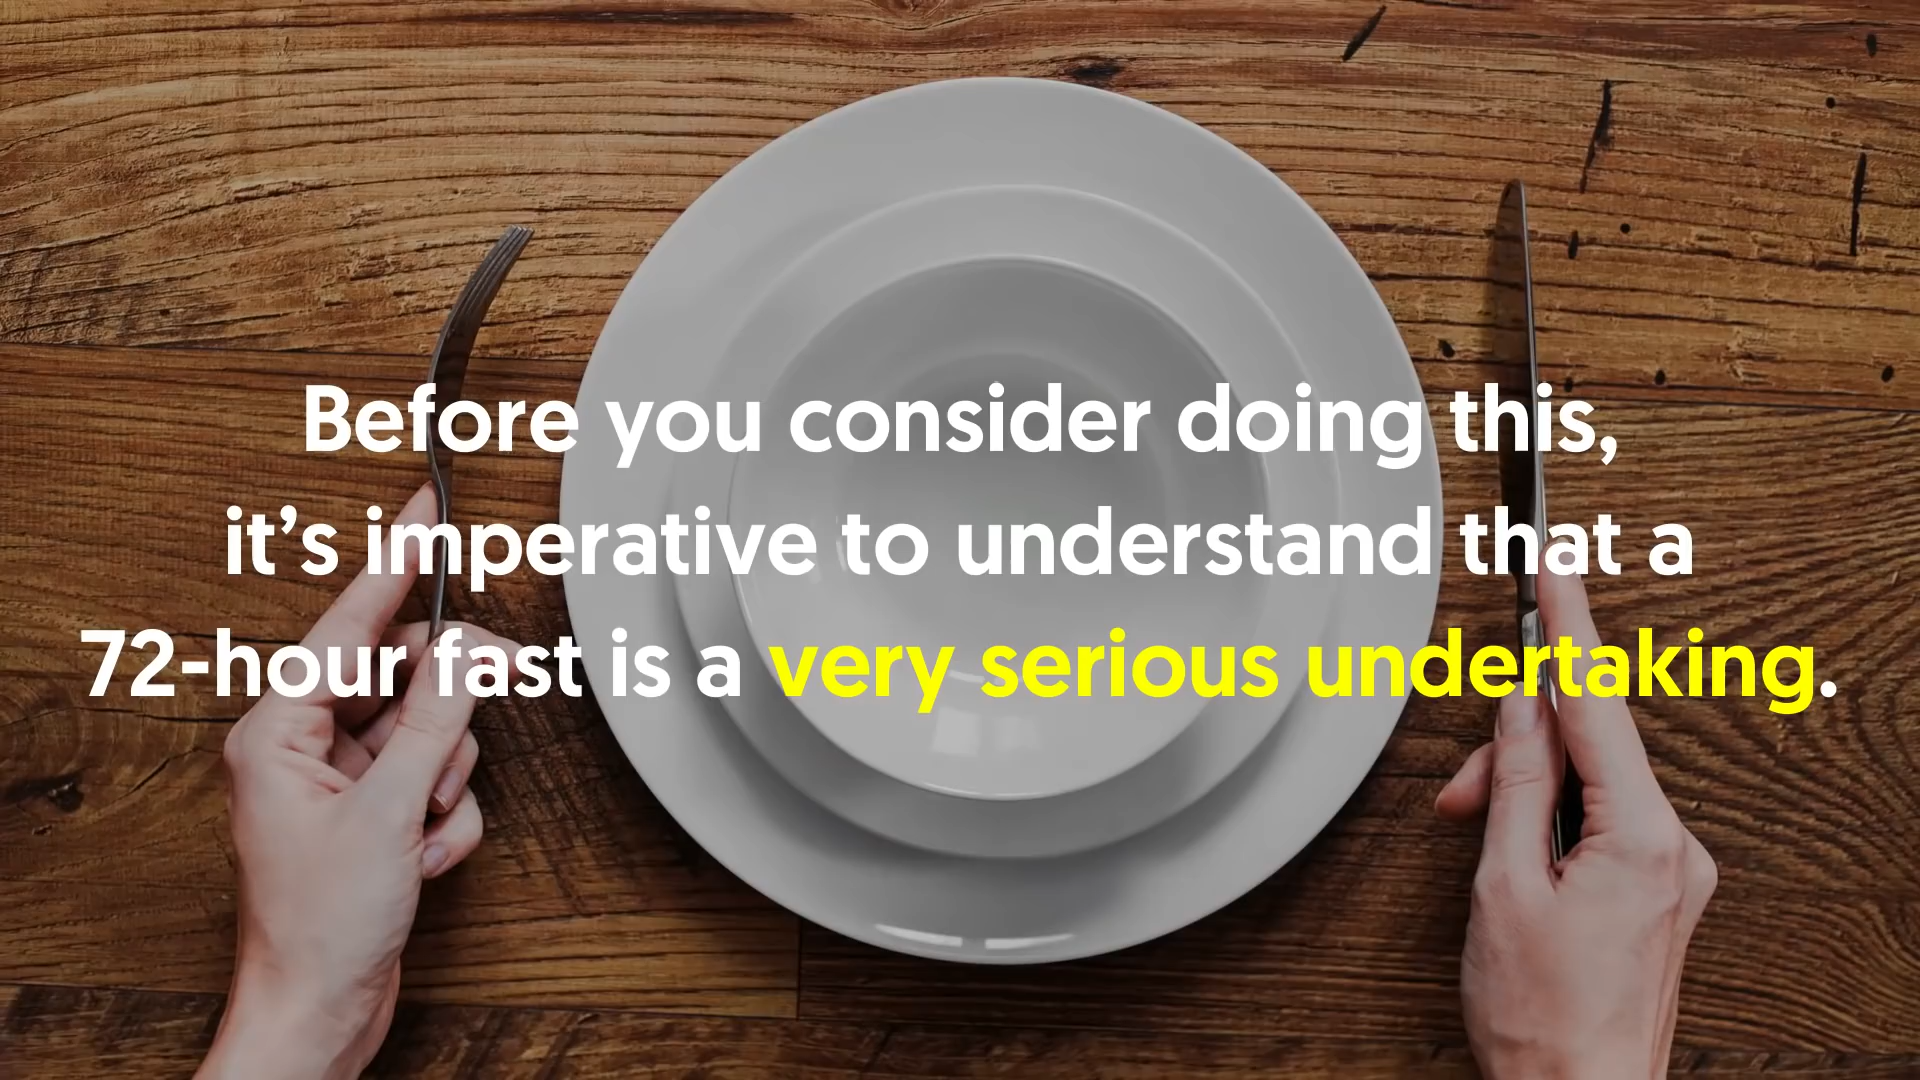 Before you consider doing this,
it’s imperative to understand that a
72-hour fast is a very serious undertaking.